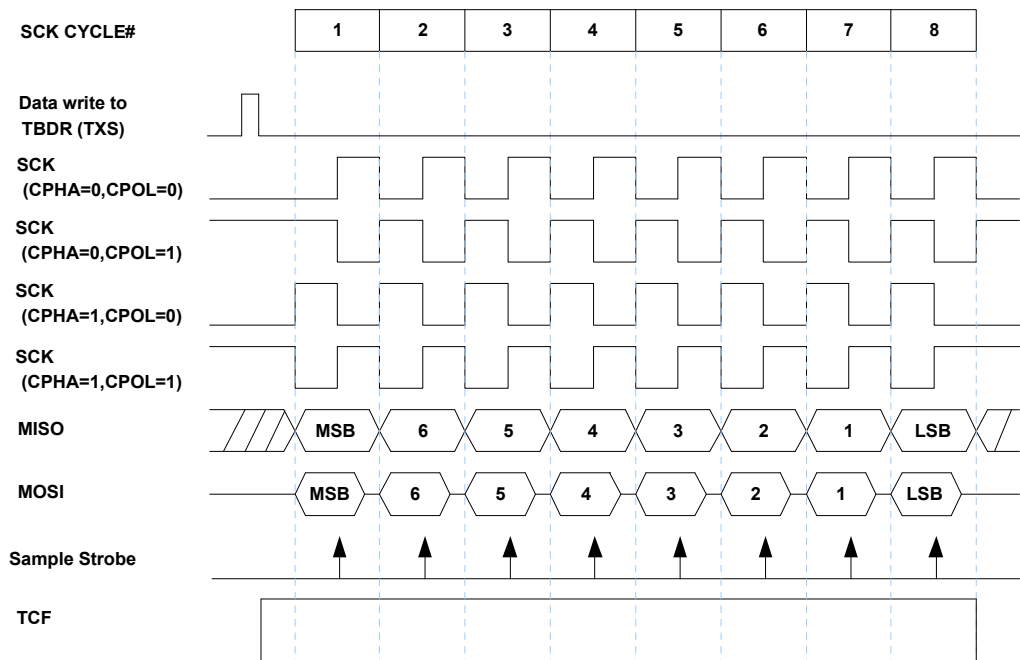 SCK CYCLE# 1 2 3 4 5 6 7 8
Data write to
TBDR (TXS)
SCK
(CPHA=0,CPOL=0)
SCK
(CPHA=0,CPOL=1)
SCK
(CPHA=1,CPOL=0)
SCK
(CPHA=1,CPOL=1)
MISO MSB 6 5 4 3 2 1 LSB
MOSI MSB 6 5 4 3 2 1 LSB
Sample Strobe
TCF